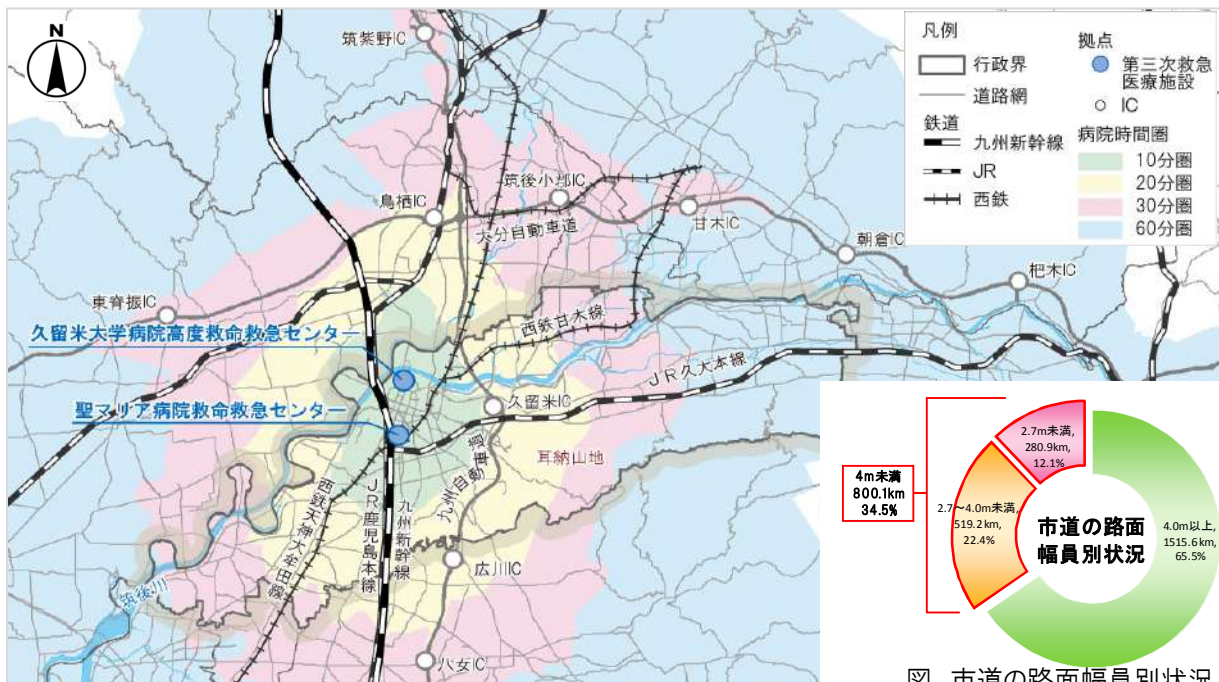 N
筑紫野IC
鳥栖IC
筑後小郡IC
大分自動車道
甘木IC
朝倉IC
杷木IC
東脊振IC
西鉄甘木線
久留米大学病院高度救命救急センター
JR久大本線
聖マリア病院救命救急センター
久留米IC
耳納山地
九州自動車道
九州新幹線
JR鹿児島本線
西鉄天神大牟田線
筑後川
広川IC
八女IC
凡例
行政界
道路網
鉄道
九州新幹線
JR
西鉄
拠点
第三次救急
医療施設
IC
病院時間圏
10分圏
20分圏
30分圏
60分圏
4m未満
800.1km
34.5%
2.7m未満,
280.9km,
12.1%
2.7～4.0m未満,
519.2km,
22.4%
市道の路面
幅員別状況
4.0m以上,
1515.6km,
65.5%
図 市道の路面幅員別状況